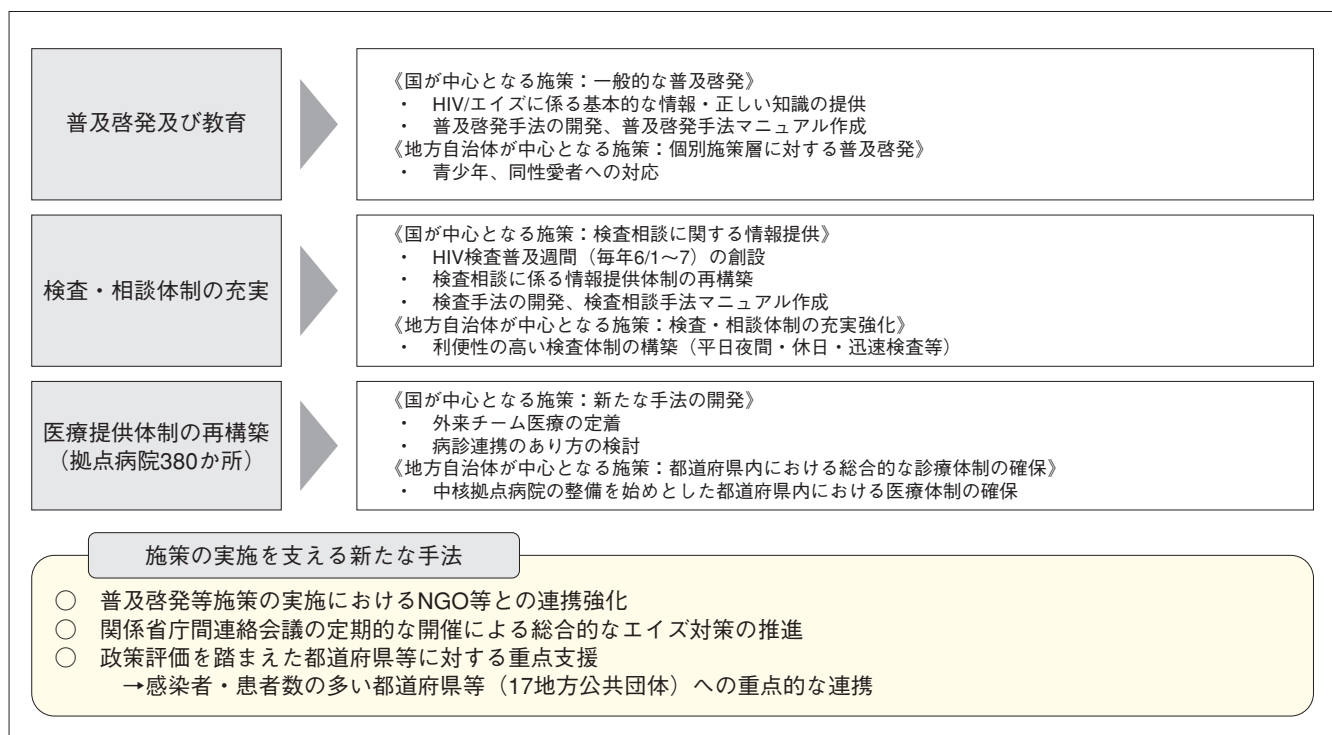 普及啓発及び教育
《国が中心となる施策：一般的な普及啓発》
・ HIV/エイズに係る基本的な情報・正しい知識の提供
・ 普及啓発手法の開発、普及啓発手法マニュアル作成
《地方自治体が中心となる施策：個別施策層に対する普及啓発》
・ 青少年、同性愛者への対応
検査・相談体制の充実
《国が中心となる施策：検査相談に関する情報提供》
・ HIV検査普及週間（毎年6/1～7）の創設
・ 検査相談に係る情報提供体制の再構築
・ 検査手法の開発、検査相談手法マニュアル作成
《地方自治体が中心となる施策：検査・相談体制の充実強化》
・ 利便性の高い検査体制の構築（平日夜間・休日・迅速検査等）
医療提供体制の再構築
（拠点病院380か所）
《国が中心となる施策：新たな手法の開発》
・ 外来チーム医療の定着
・ 病診連携のあり方の検討
《地方自治体が中心となる施策：都道府県内における総合的な診療体制の確保》
・ 中核拠点病院の整備を始めとした都道府県内における医療体制の確保
施策の実施を支える新たな手法
○ 普及啓発等施策の実施におけるNGO等との連携強化
○ 関係省庁間連絡会議の定期的な開催による総合的なエイズ対策の推進
○ 政策評価を踏まえた都道府県等に対する重点支援
→感染者・患者数の多い都道府県等（17地方公共団体）への重点的な連携